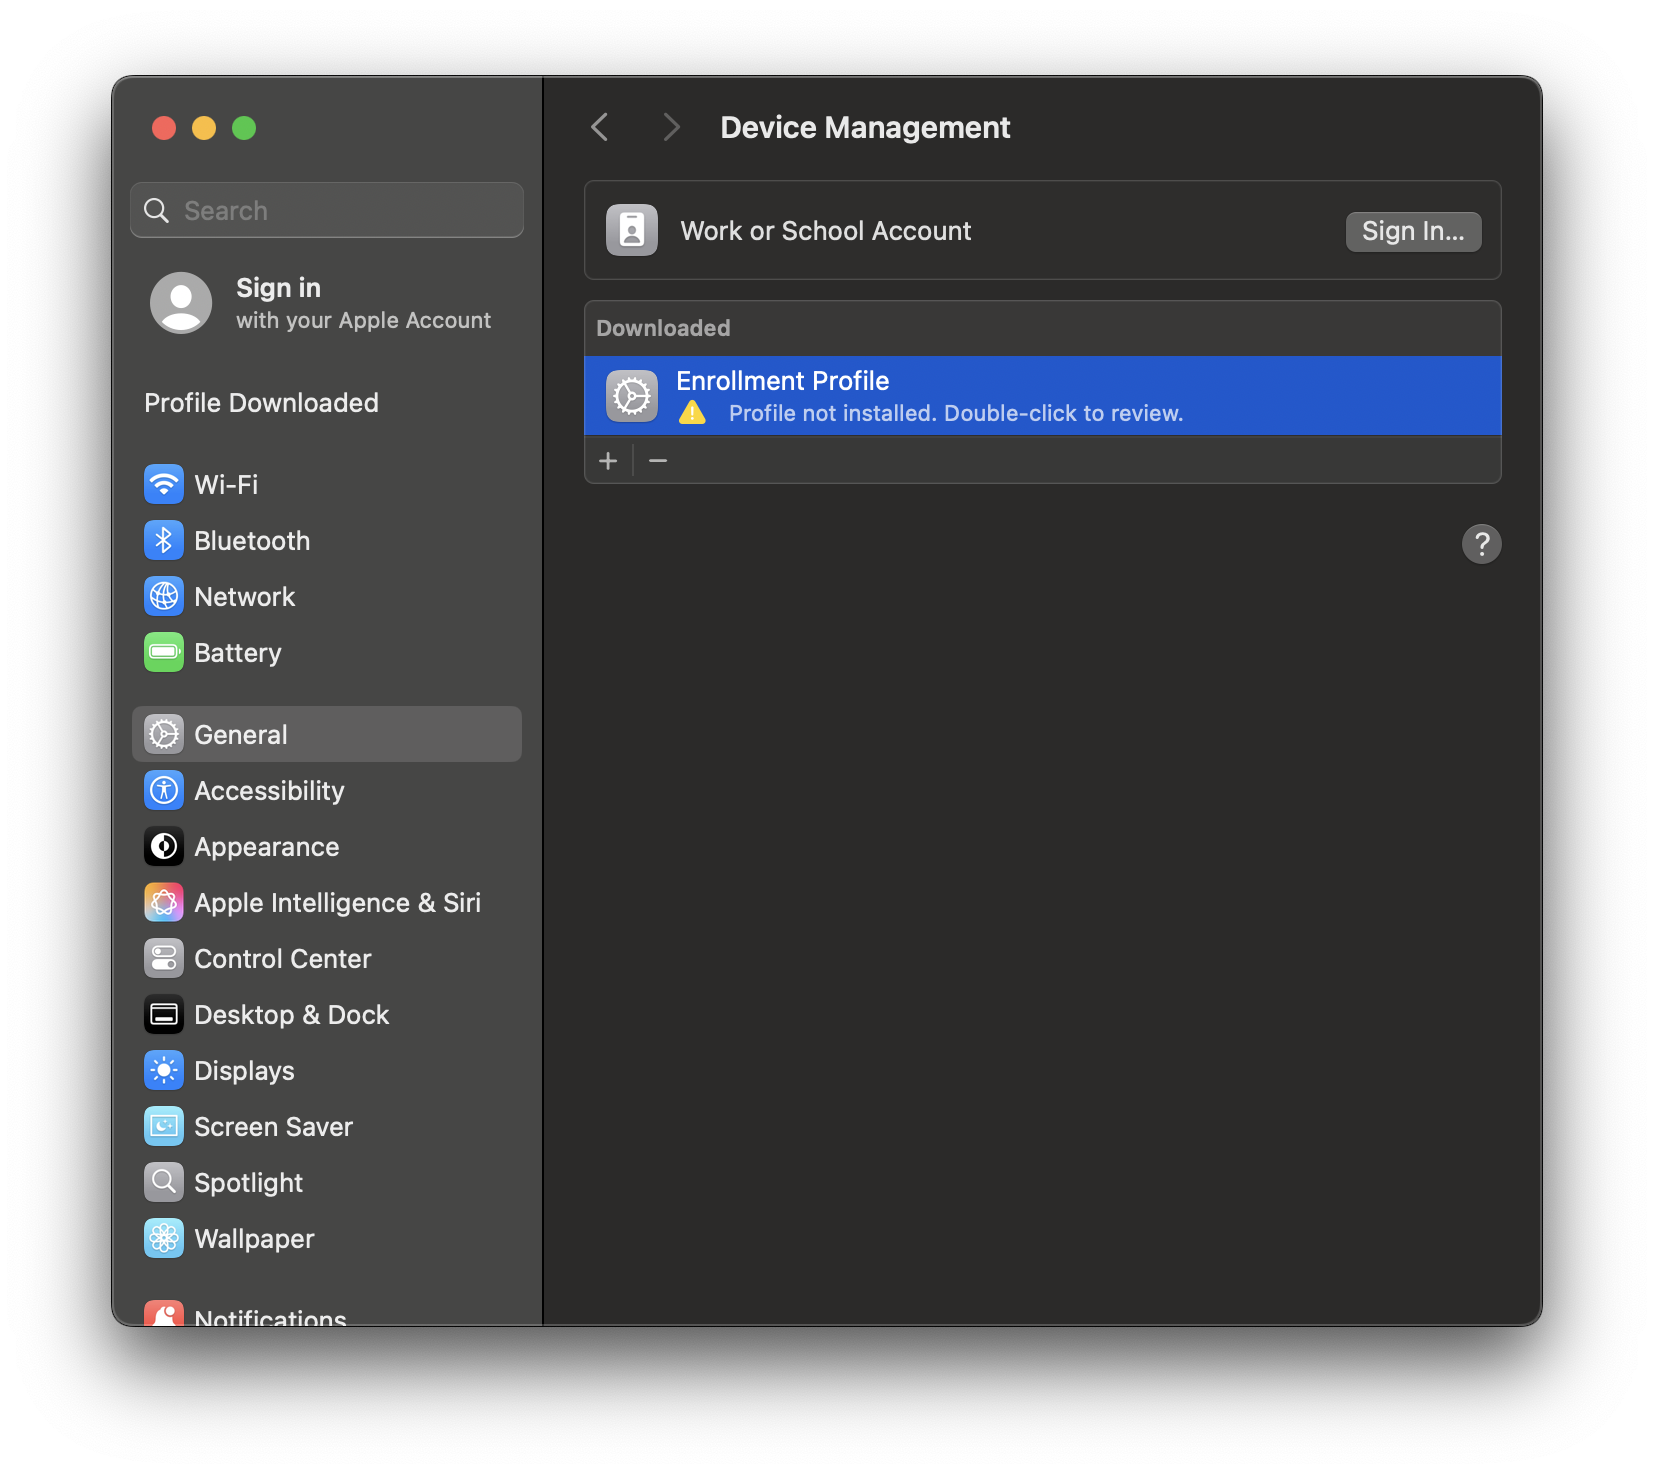 Search
Sign in
with your Apple Account
Profile Downloaded
Wi-Fi
Bluetooth
Network
Battery
General
Accessibility
Appearance
Apple Intelligence & Siri
Control Center
Desktop & Dock
Displays
Screen Saver
Spotlight
Wallpaper
Notifications
Device Management
Work or School Account
Sign In...
Downloaded
Enrollment Profile
Profile not installed. Double-click to review.
+
−
?